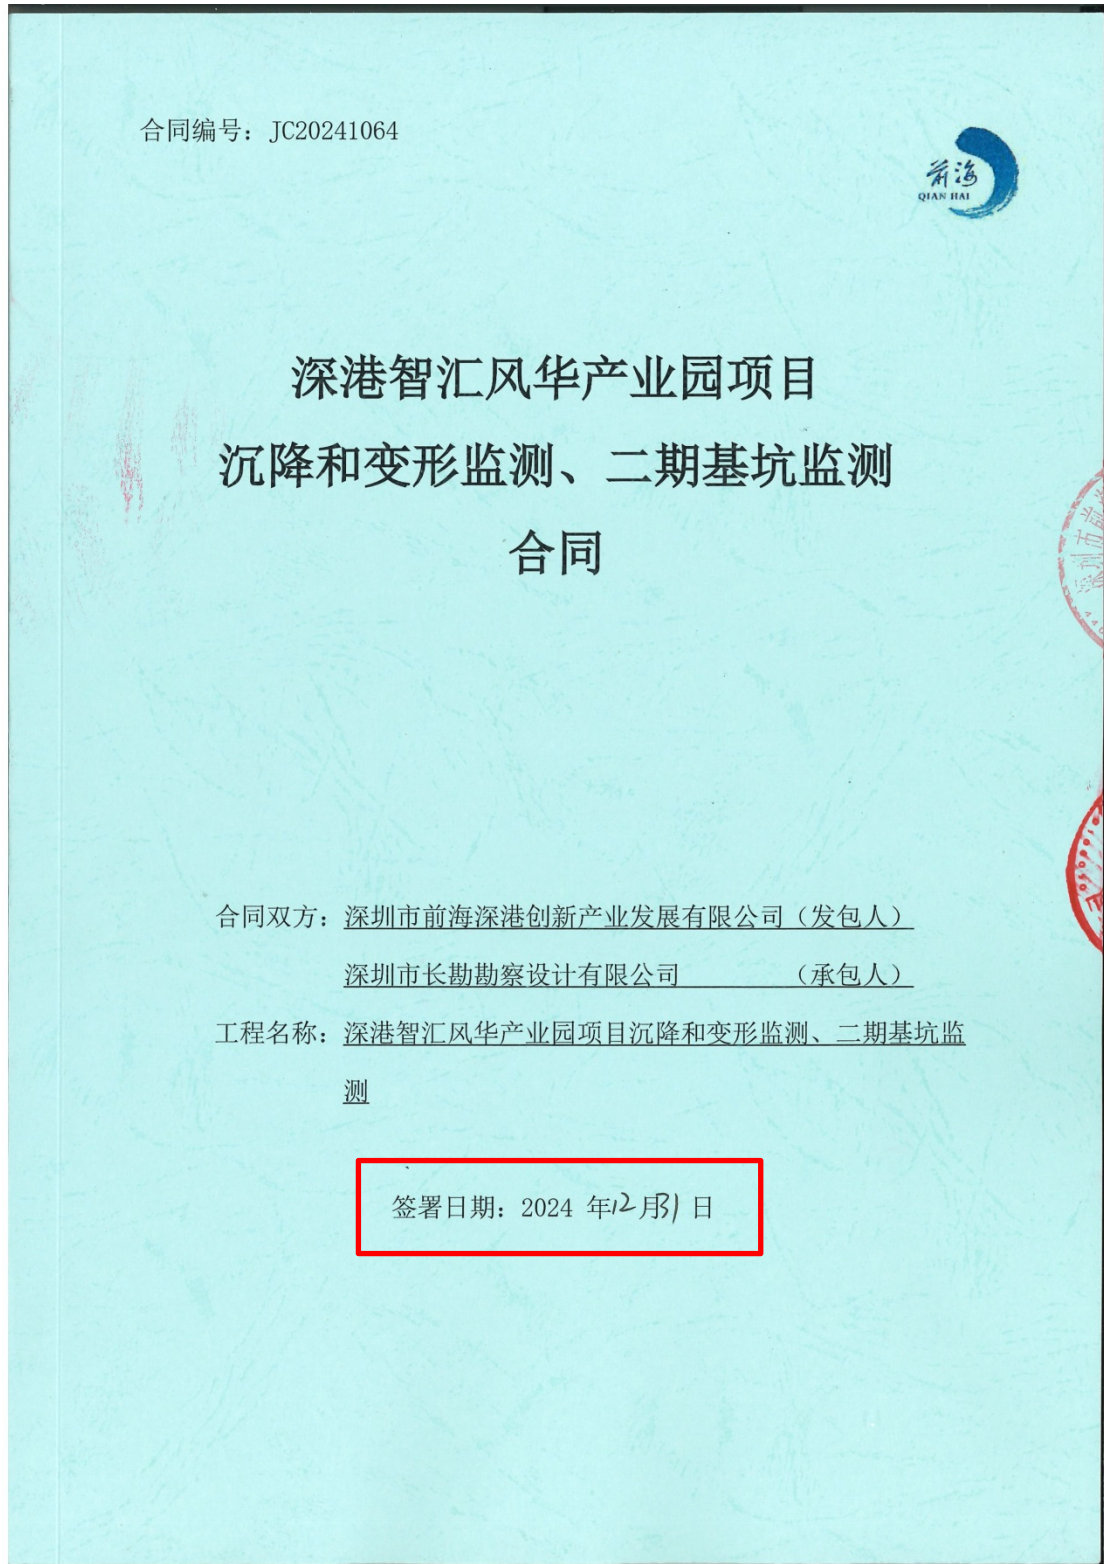 合同编号：JC20241064
前海
QIAN HAI
深港智汇风华产业园项目
沉降和变形监测、二期基坑监测
合同
深圳市前海
440
合同双方：深圳市前海深港创新产业发展有限公司（发包人）
深圳市长勘勘察设计有限公司（承包人）
工程名称：深港智汇风华产业园项目沉降和变形监测、二期基坑监
测
签署日期：2024 年12月31日